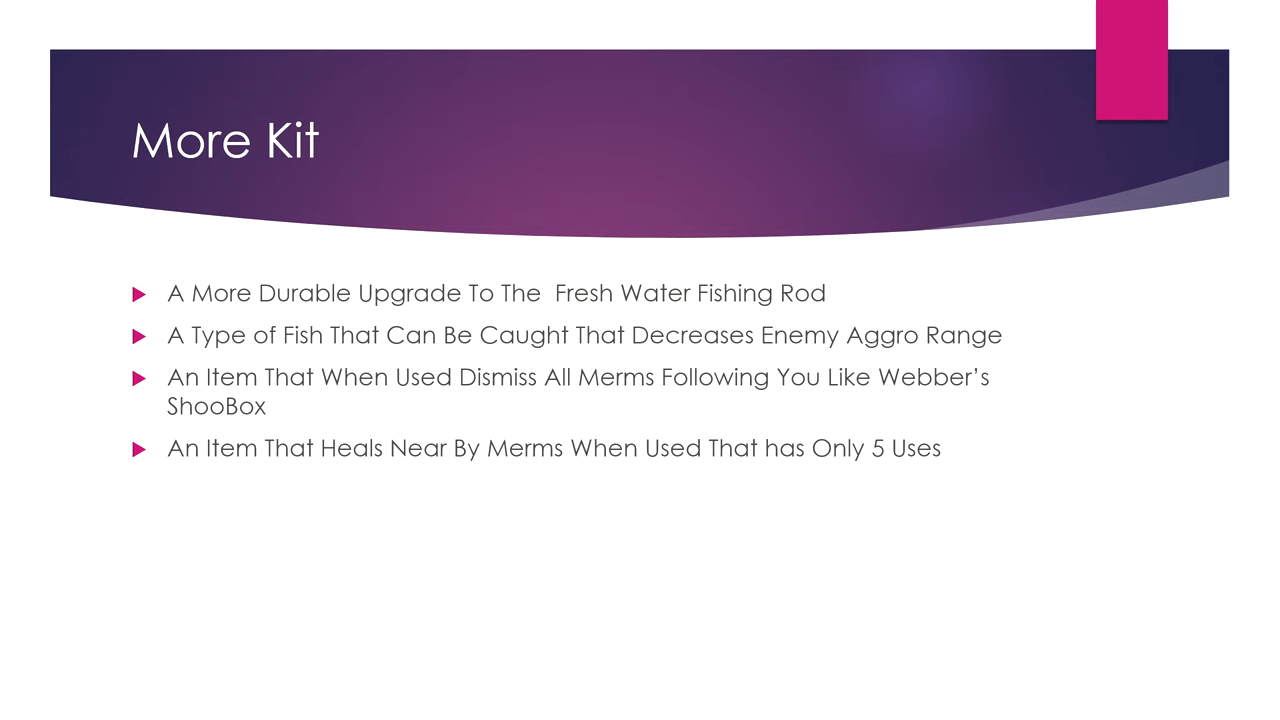 More Kit
A More Durable Upgrade To The  Fresh Water Fishing Rod
A Type of Fish That Can Be Caught That Decreases Enemy Aggro Range
An Item That When Used Dismiss All Merms Following You Like Webber’s
ShooBox
An Item That Heals Near By Merms When Used That has Only 5 Uses